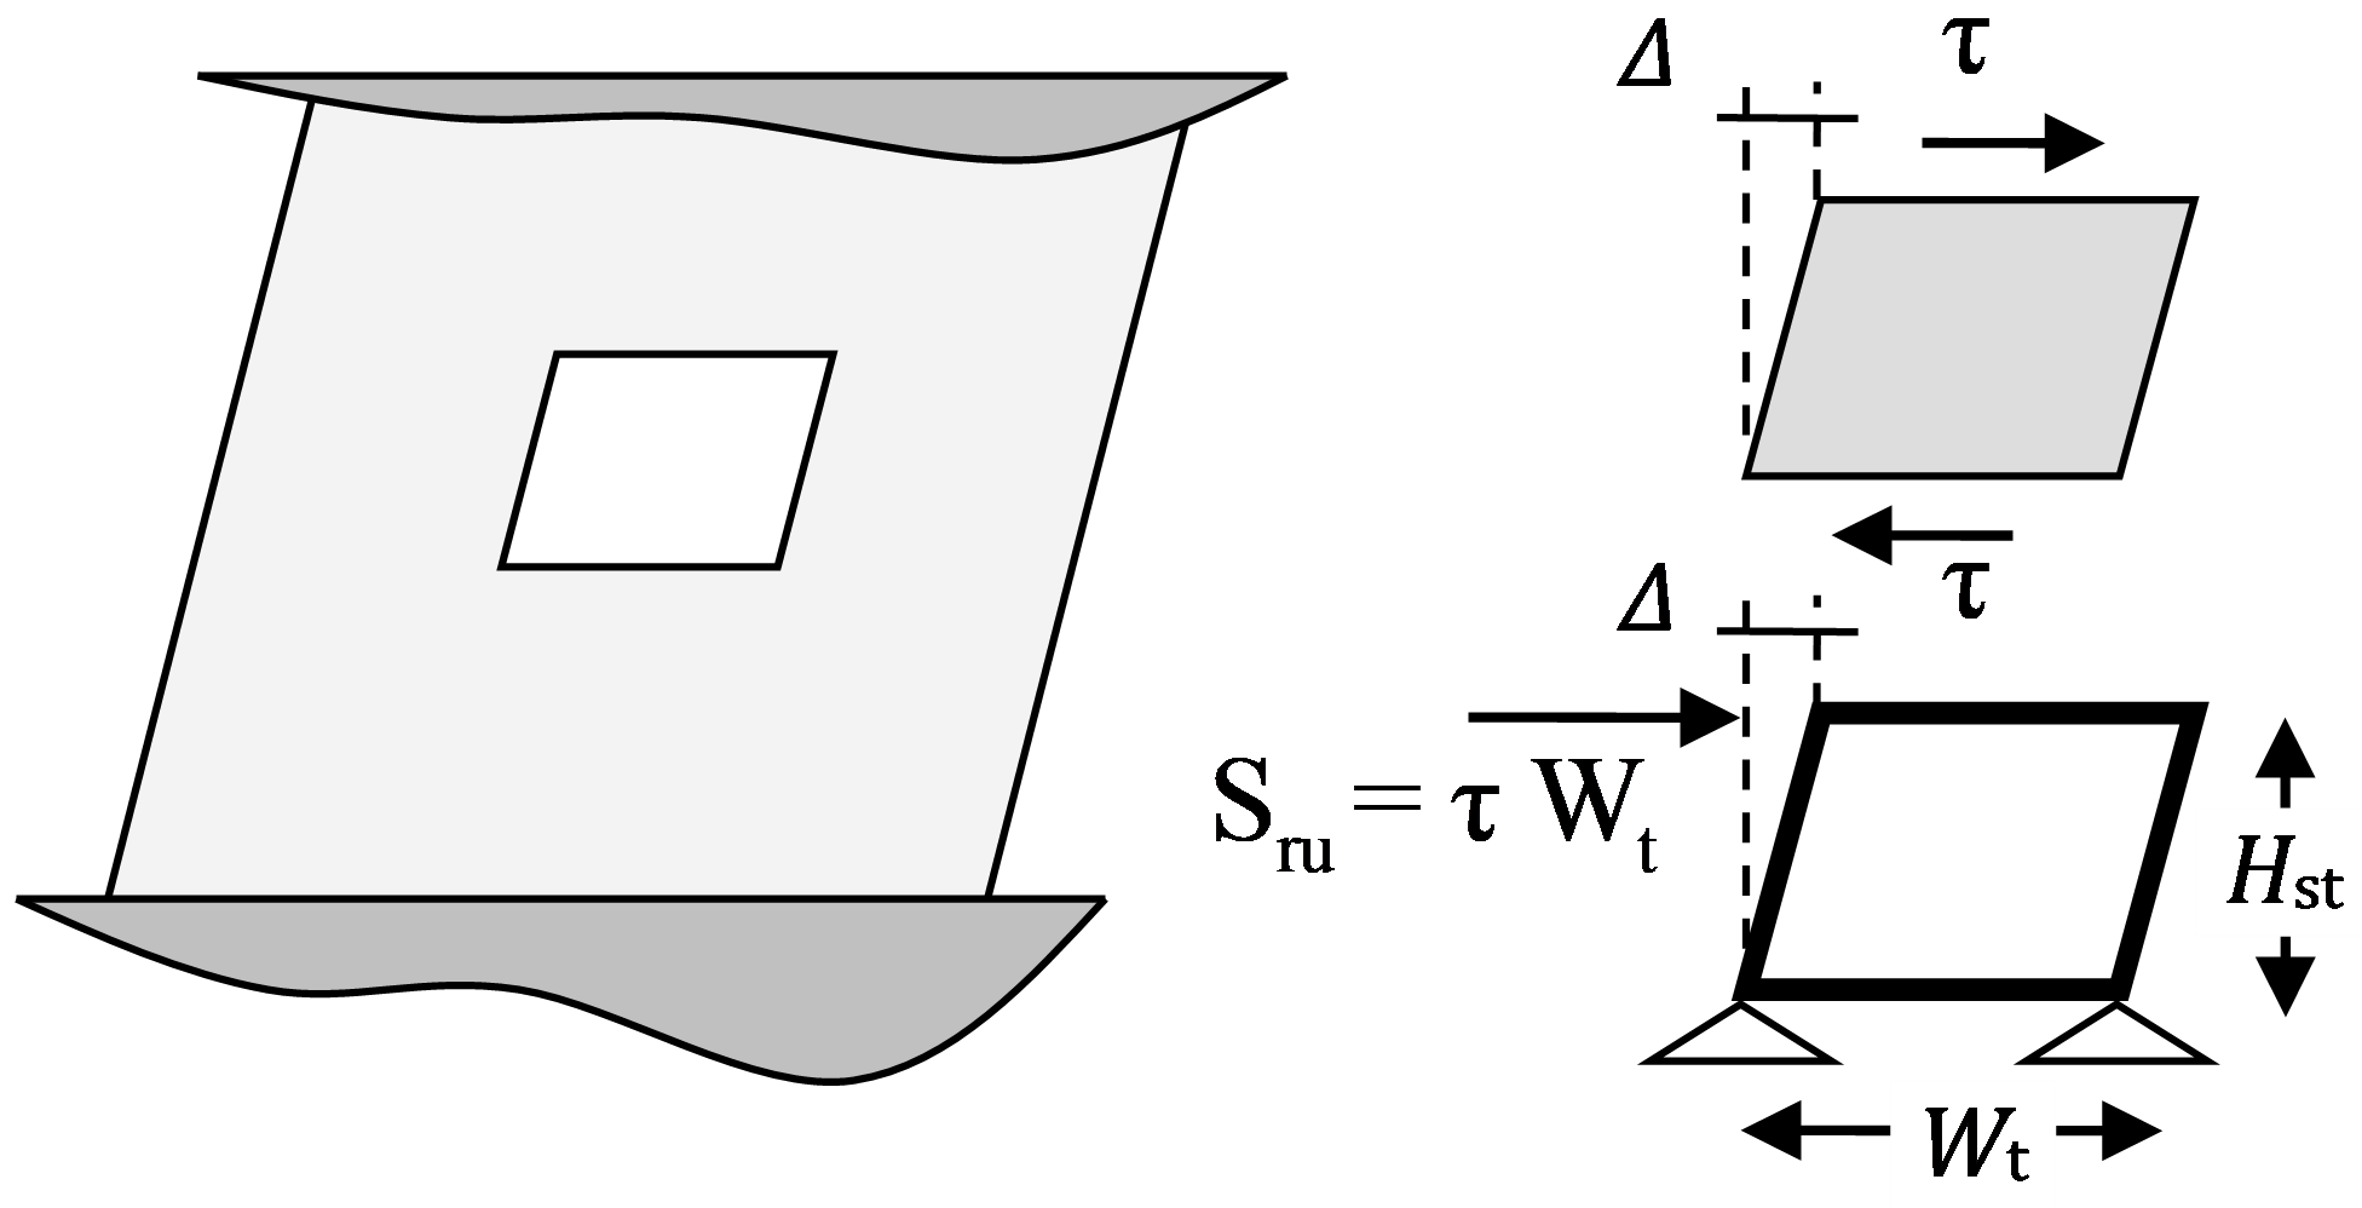 Δ
τ
τ
Δ
S_ru = τ W_t
H_st
W_t